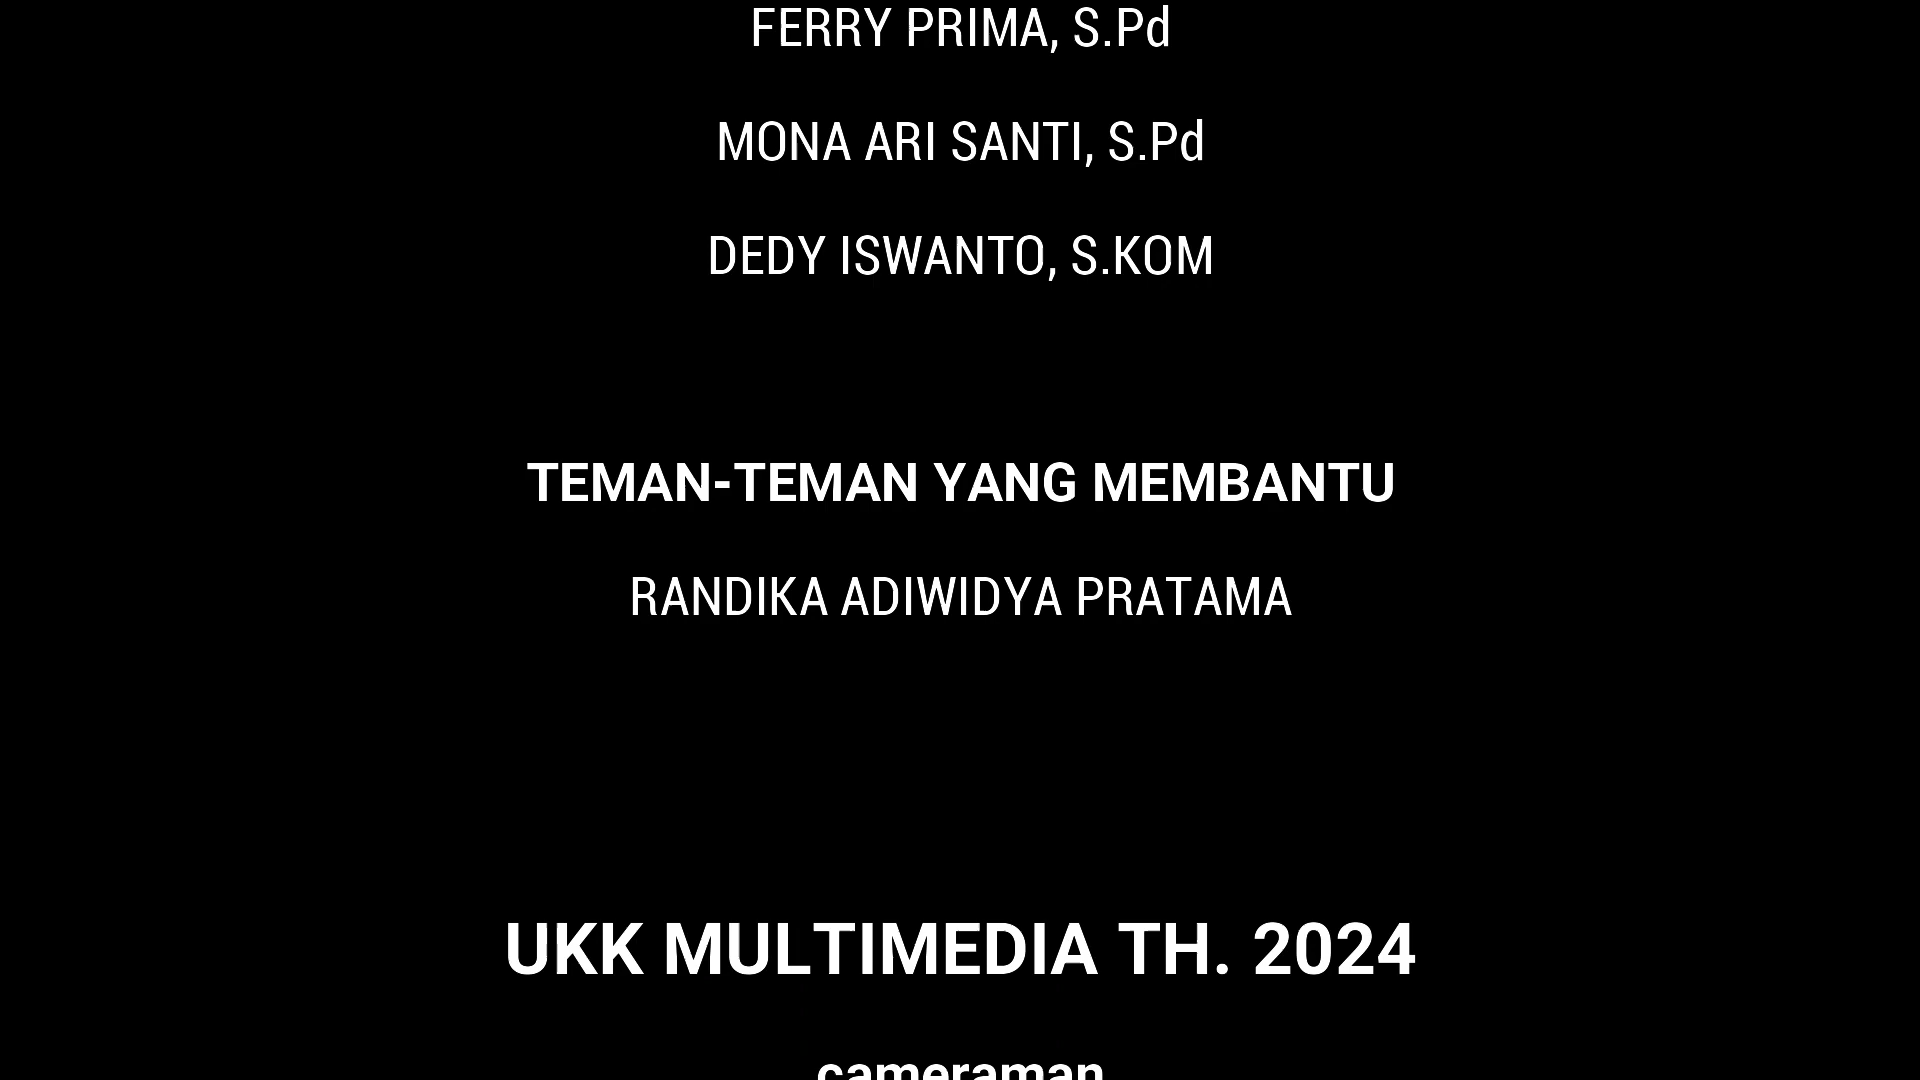 FERRY PRIMA, S.Pd
MONA ARI SANTI, S.Pd
DEDY ISWANTO, S.KOM
TEMAN-TEMAN YANG MEMBANTU
RANDIKA ADIWIDYA PRATAMA
UKK MULTIMEDIA TH. 2024
cameraman